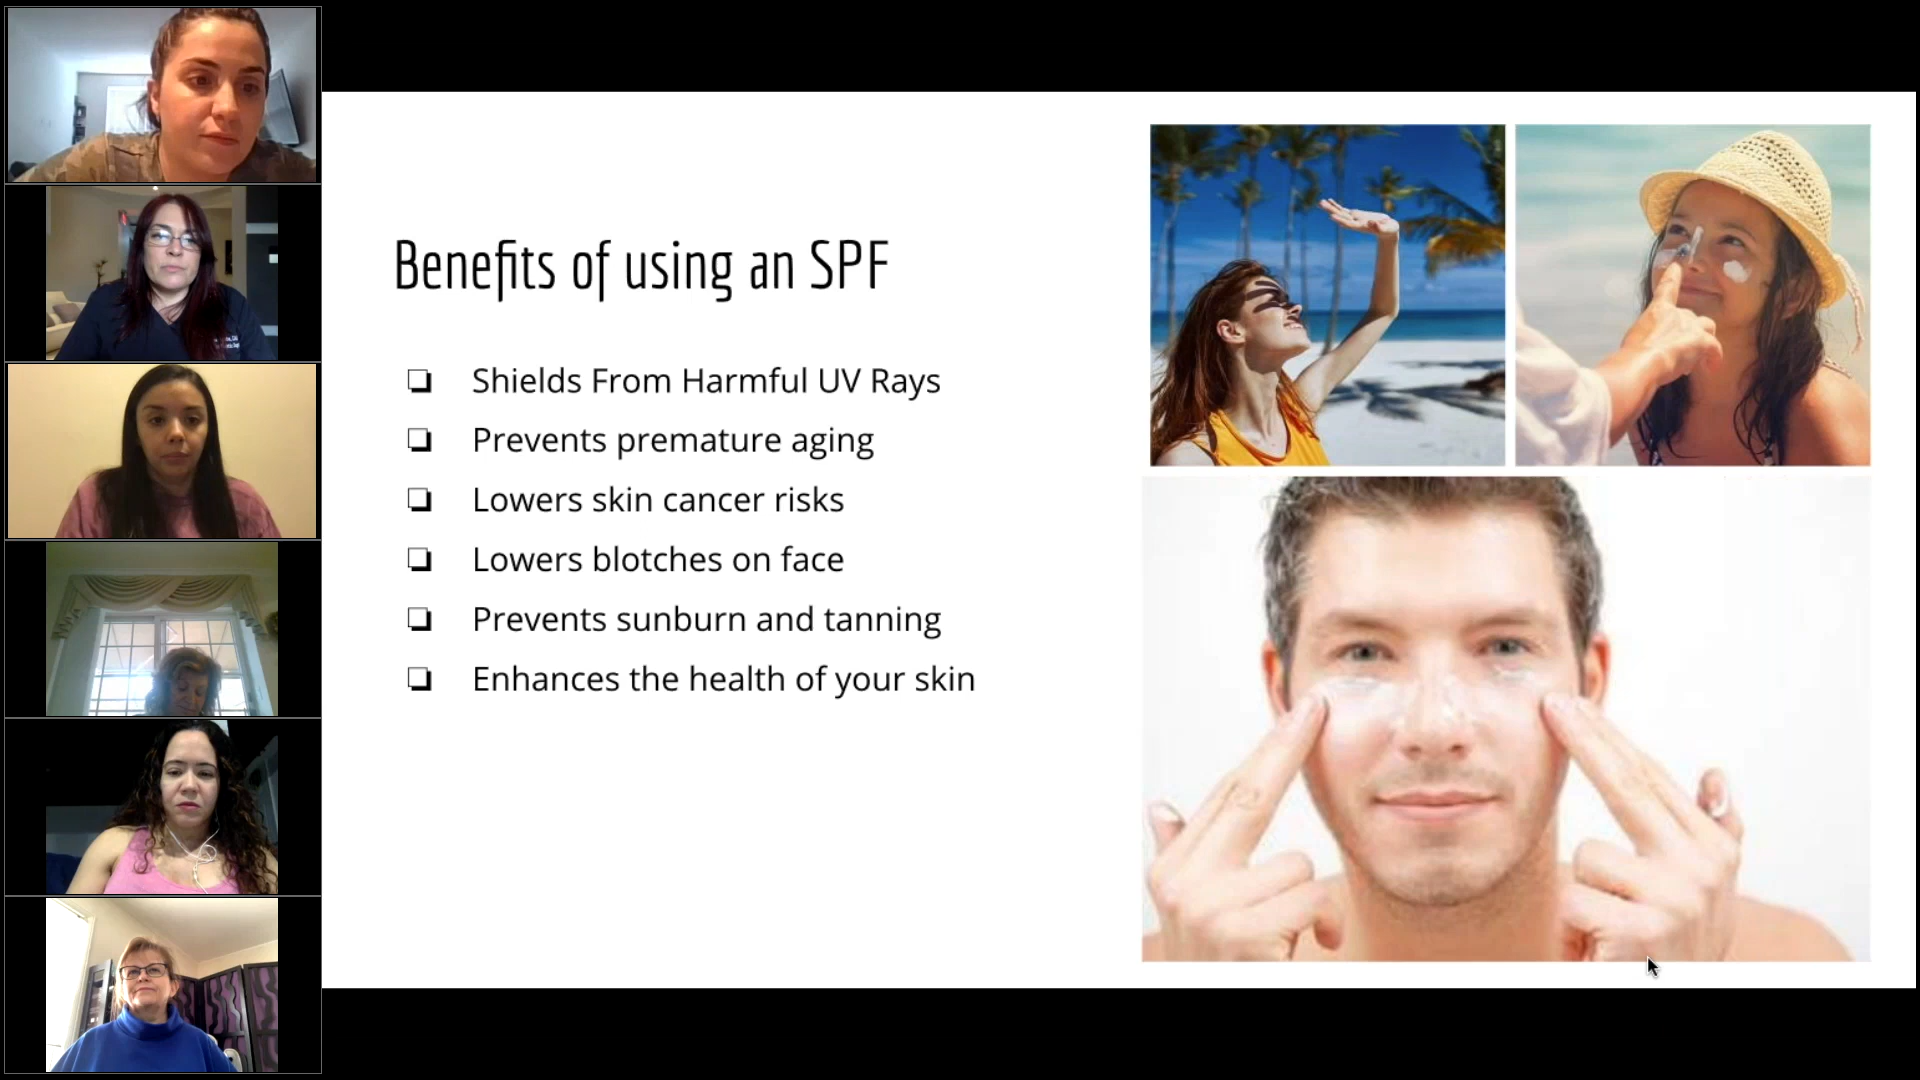 Benefits of using an SPF
Shields From Harmful UV Rays
Prevents premature aging
Lowers skin cancer risks
Lowers blotches on face
Prevents sunburn and tanning
Enhances the health of your skin